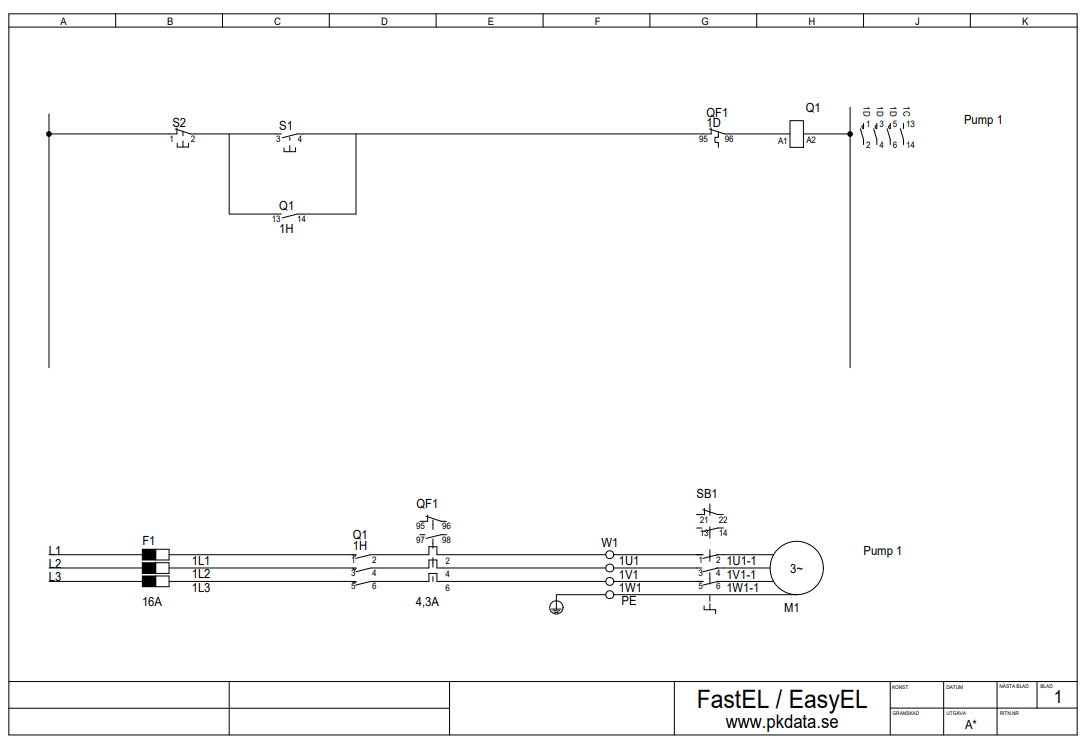 A B C D E F G H J K
S2
1 2
S1
3 4
Q1
13 14
1H
QF1
1D
95 96
Q1
A1 A2
1D 1D 1D 1C
1 3 5 13
2 4 6 14
Pump 1
L1
L2
L3
F1
16A
1L1
1L2
1L3
Q1
1H
1 2
3 4
5 6
QF1
95 96
97 98
2
4
6
4,3A
W1
1U1
1V1
1W1
PE
SB1
21 22
13 14
1 2
3 4
5 6
1U1-1
1V1-1
1W1-1
3~
M1
Pump 1
FastEL / EasyEL
www.pkdata.se
KONST. DATUM NÄSTA BLAD BLAD
1
GRANSKAD UTGÅVA RITN.NR
A*